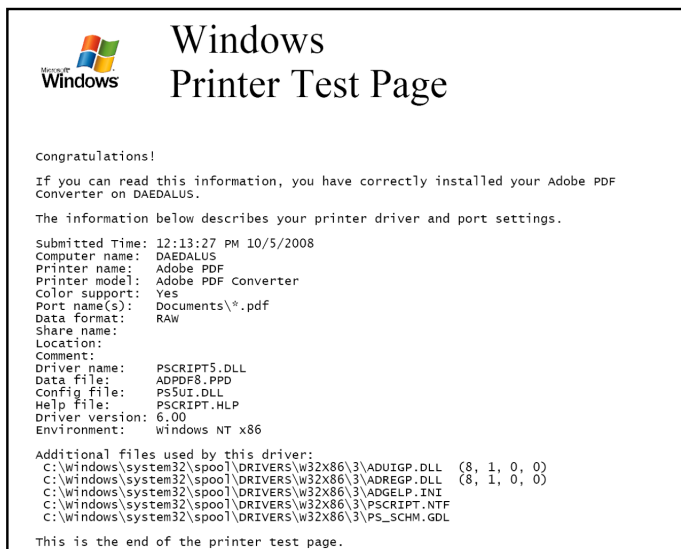 Microsoft
Windows
Windows
Printer Test Page
Congratulations!
If you can read this information, you have correctly installed your Adobe PDF
Converter on DAEDALUS.
The information below describes your printer driver and port settings.
Submitted Time: 12:13:27 PM 10/5/2008
Computer name: DAEDALUS
Printer name: Adobe PDF
Printer model: Adobe PDF Converter
Color support: Yes
Port name(s): Documents\*.pdf
Data format: RAW
Share name:
Location:
Comment:
Driver name: PSCRIPT5.DLL
Data file: ADPDF8.PPD
Config file: PS5UI.DLL
Help file: PSCRIPT.HLP
Driver version: 6.00
Environment: Windows NT x86
Additional files used by this driver:
C:\Windows\system32\spool\DRIVERS\W32X86\3\ADUIGP.DLL (8, 1, 0, 0)
C:\Windows\system32\spool\DRIVERS\W32X86\3\ADREGP.DLL (8, 1, 0, 0)
C:\Windows\system32\spool\DRIVERS\W32X86\3\ADGELP.INI
C:\Windows\system32\spool\DRIVERS\W32X86\3\PSCRIPT.NTF
C:\Windows\system32\spool\DRIVERS\W32X86\3\PS_SCHM.GDL
This is the end of the printer test page.